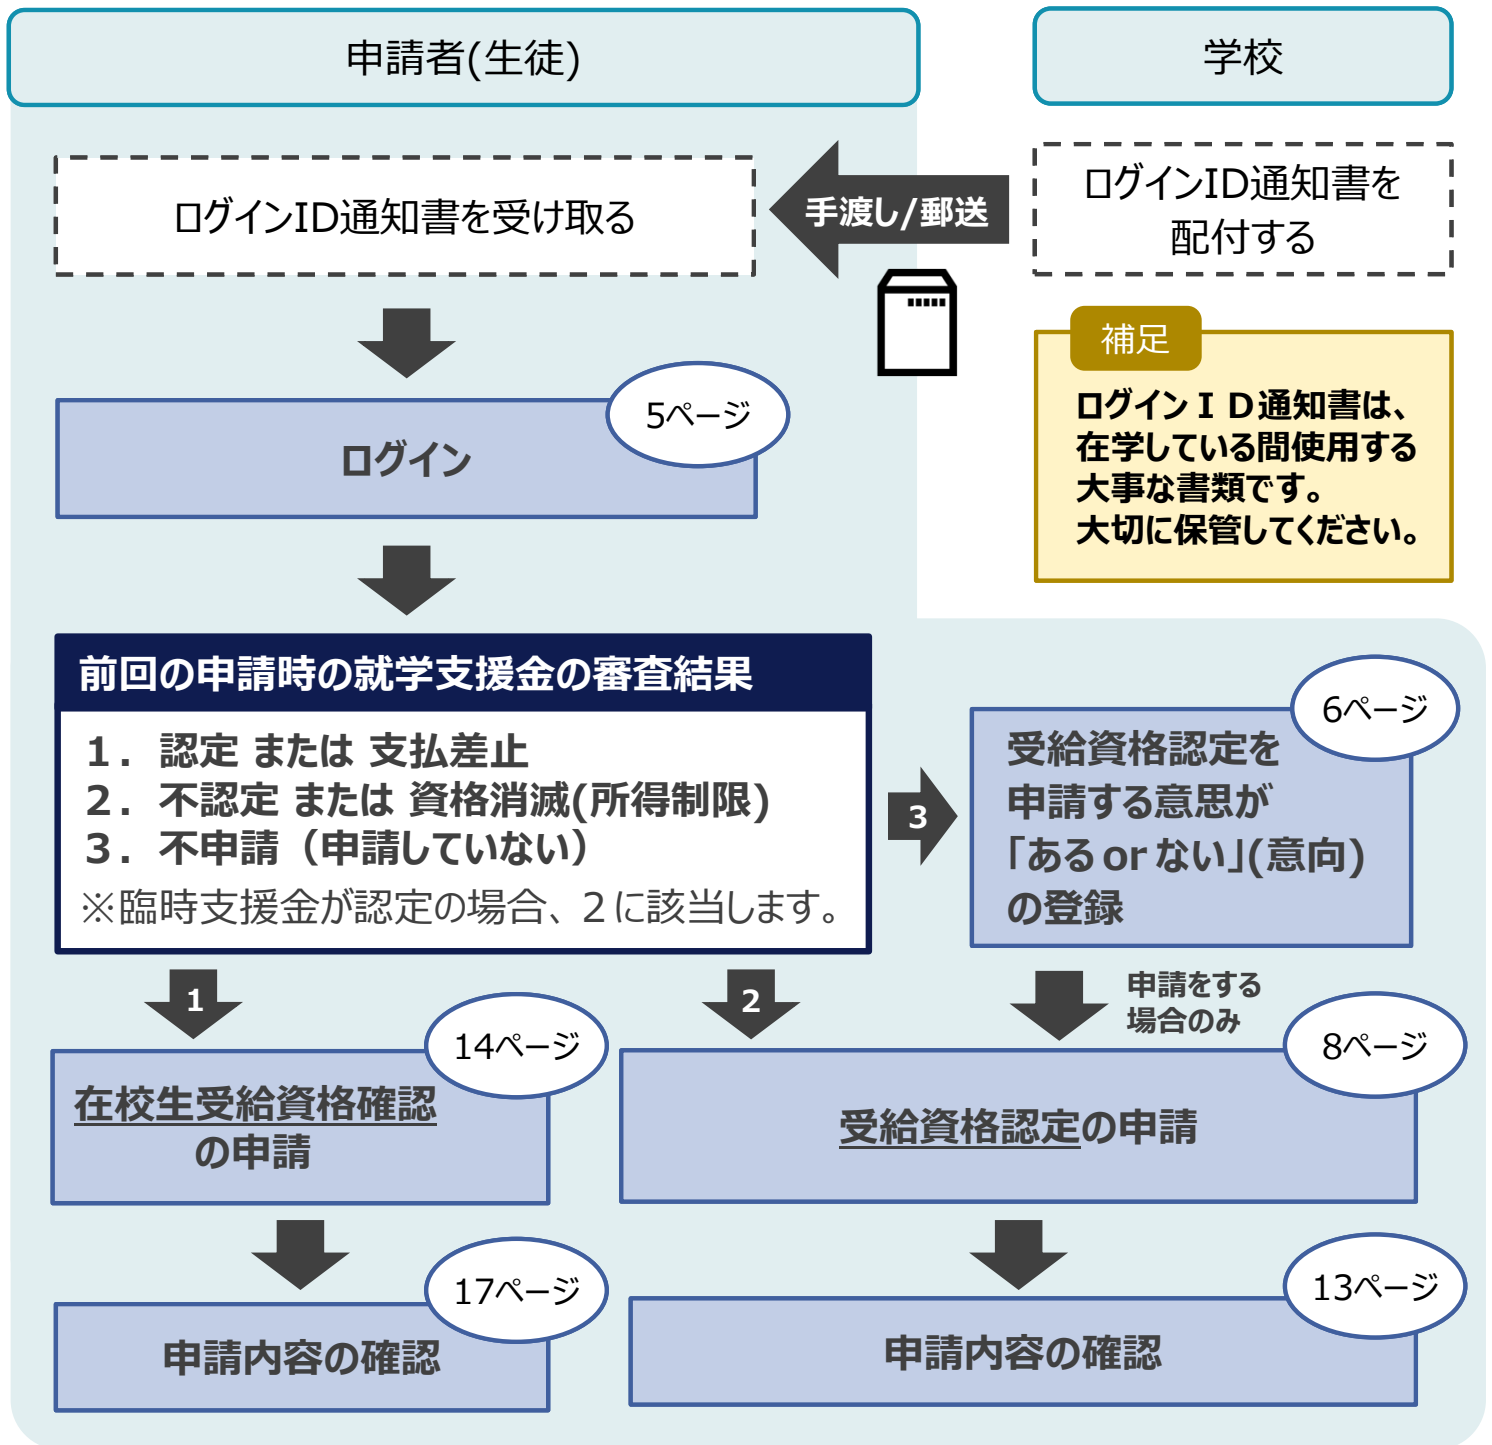 申請者(生徒)
学校
ログインID通知書を受け取る
手渡し/郵送
ログインID通知書を
配付する
補足
ログインＩＤ通知書は、
在学している間使用する
大事な書類です。
大切に保管してください。
5ページ
ログイン
前回の申請時の就学支援金の審査結果
１．認定 または 支払差止
２．不認定 または 資格消滅(所得制限)
３．不申請（申請していない）
※臨時支援金が認定の場合、２に該当します。
3
6ページ
受給資格認定を
申請する意思が
「ある or ない」(意向)
の登録
1
2
申請をする
場合のみ
14ページ
在校生受給資格確認
の申請
8ページ
受給資格認定の申請
17ページ
申請内容の確認
13ページ
申請内容の確認